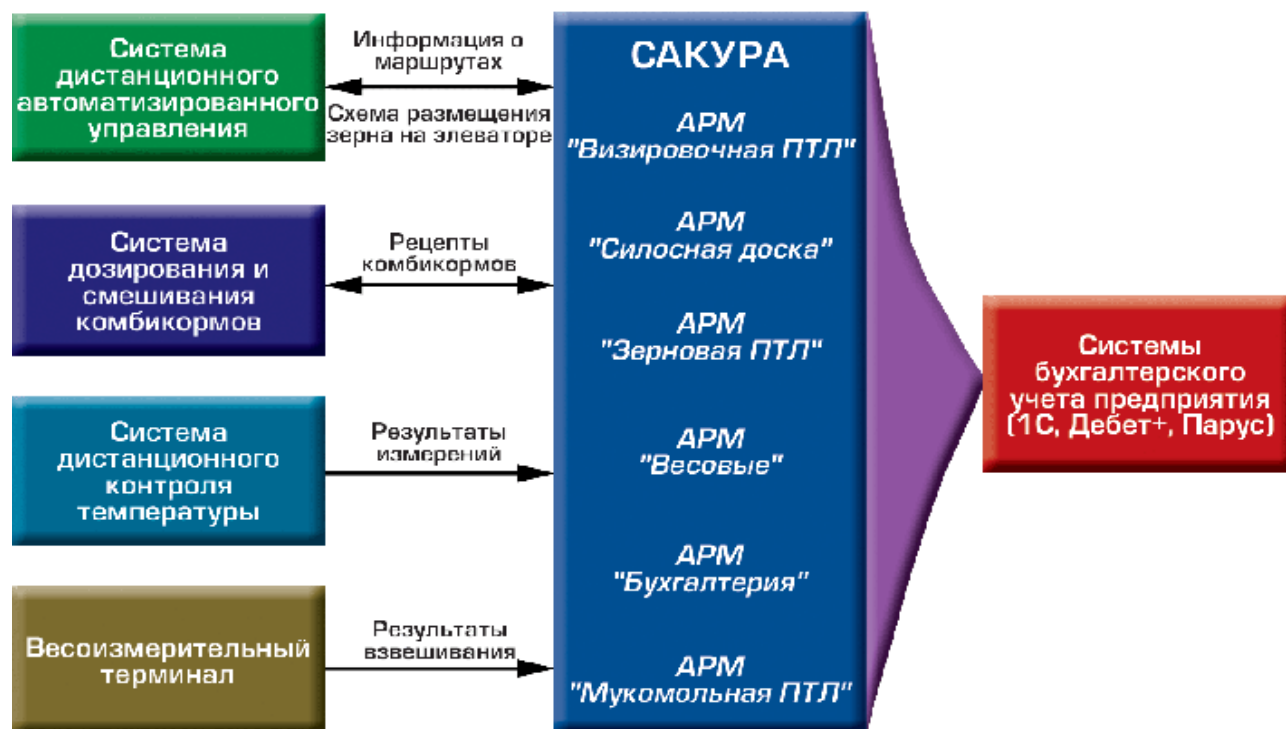 Система
дистанционного
автоматизированного
управления
Информация о
маршрутах
Схема размещения
зерна на элеваторе
Система
дозирования и
смешивания
комбикормов
Рецепты
комбикормов
Система
дистанционного
контроля
температуры
Результаты
измерений
Весоизмерительный
терминал
Результаты
взвешивания
САКУРА
АРМ
"Визировочная ПТЛ"
АРМ
"Силосная доска"
АРМ
"Зерновая ПТЛ"
АРМ
"Весовые"
АРМ
"Бухгалтерия"
АРМ
"Мукомольная ПТЛ"
Системы
бухгалтерского
учета предприятия
(1С, Дебет+, Парус)